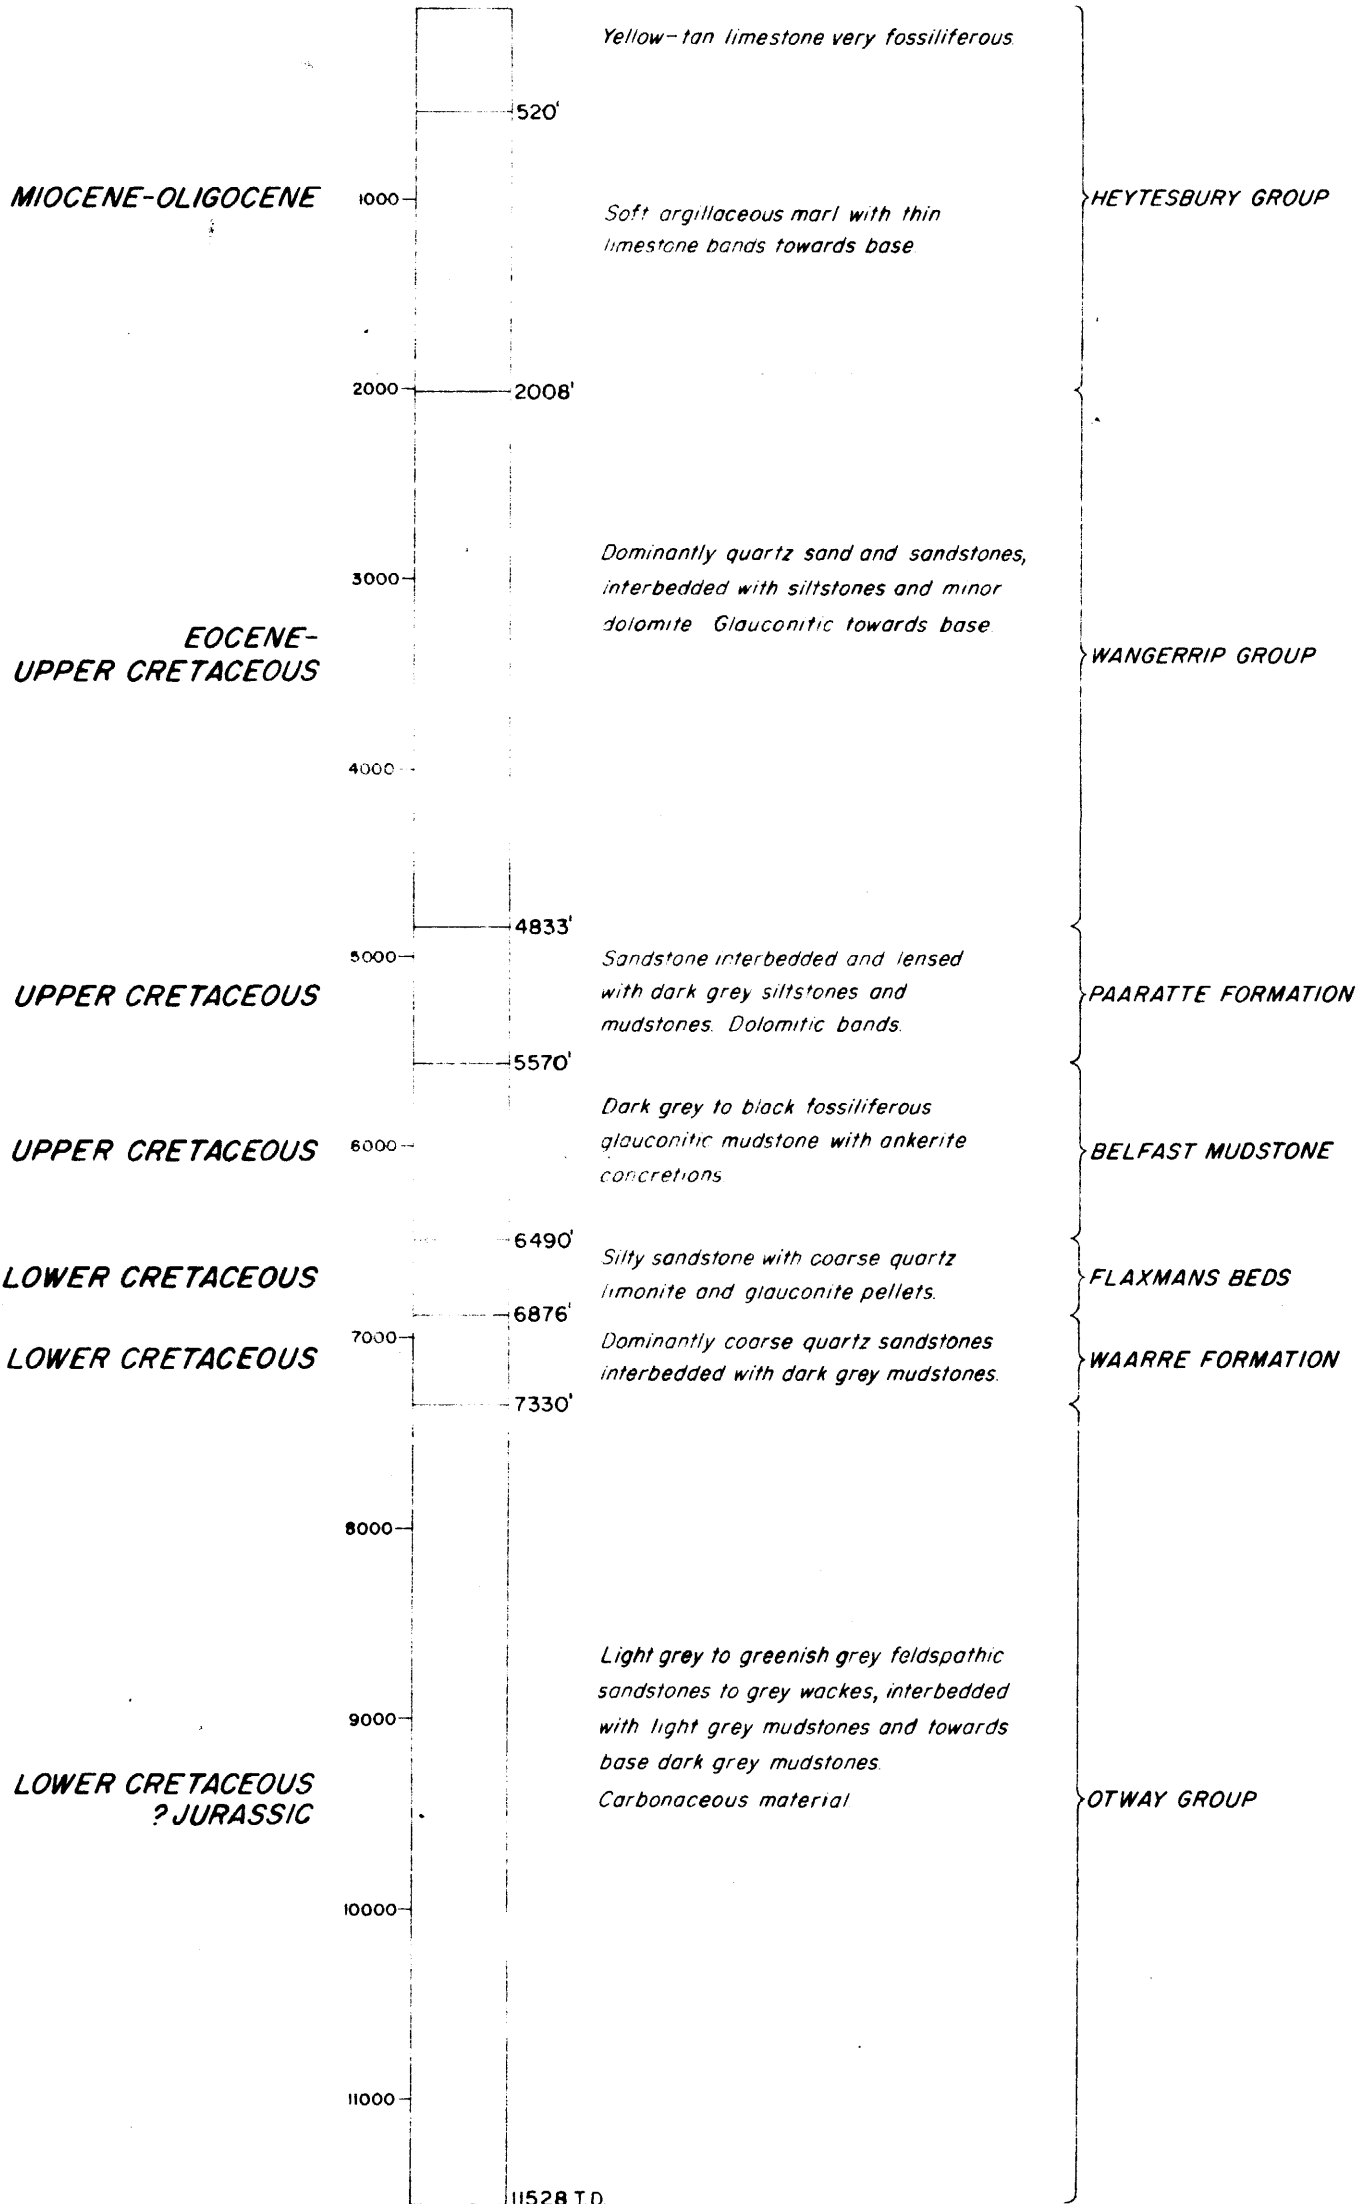 Yellow-tan limestone very fossiliferous.
520'
MIOCENE-OLIGOCENE
1000
HEYTESBURY GROUP
Soft argillaceous marl with thin
limestone bands towards base.
2000
2008'
Dominantly quartz sand and sandstones,
3000
interbedded with siltstones and minor
dolomite Glauconitic towards base.
EOCENE-
UPPER CRETACEOUS
WANGERRIP GROUP
4000
4833'
5000
Sandstone interbedded and lensed
with dark grey siltstones and
mudstones. Dolomitic bands.
UPPER CRETACEOUS
PAARATTE FORMATION
5570'
Dark grey to black fossiliferous
glauconitic mudstone with ankerite
concretions.
UPPER CRETACEOUS
6000
BELFAST MUDSTONE
6490'
Silty sandstone with coarse quartz
limonite and glauconite pellets.
LOWER CRETACEOUS
FLAXMANS BEDS
6876'
7000
Dominantly coarse quartz sandstones
interbedded with dark grey mudstones.
LOWER CRETACEOUS
WAARRE FORMATION
7330'
8000
Light grey to greenish grey feldspathic
sandstones to grey wackes, interbedded
with light grey mudstones and towards
base dark grey mudstones.
Carbonaceous material.
9000
LOWER CRETACEOUS
? JURASSIC
OTWAY GROUP
10000
11000
11528 T.D.